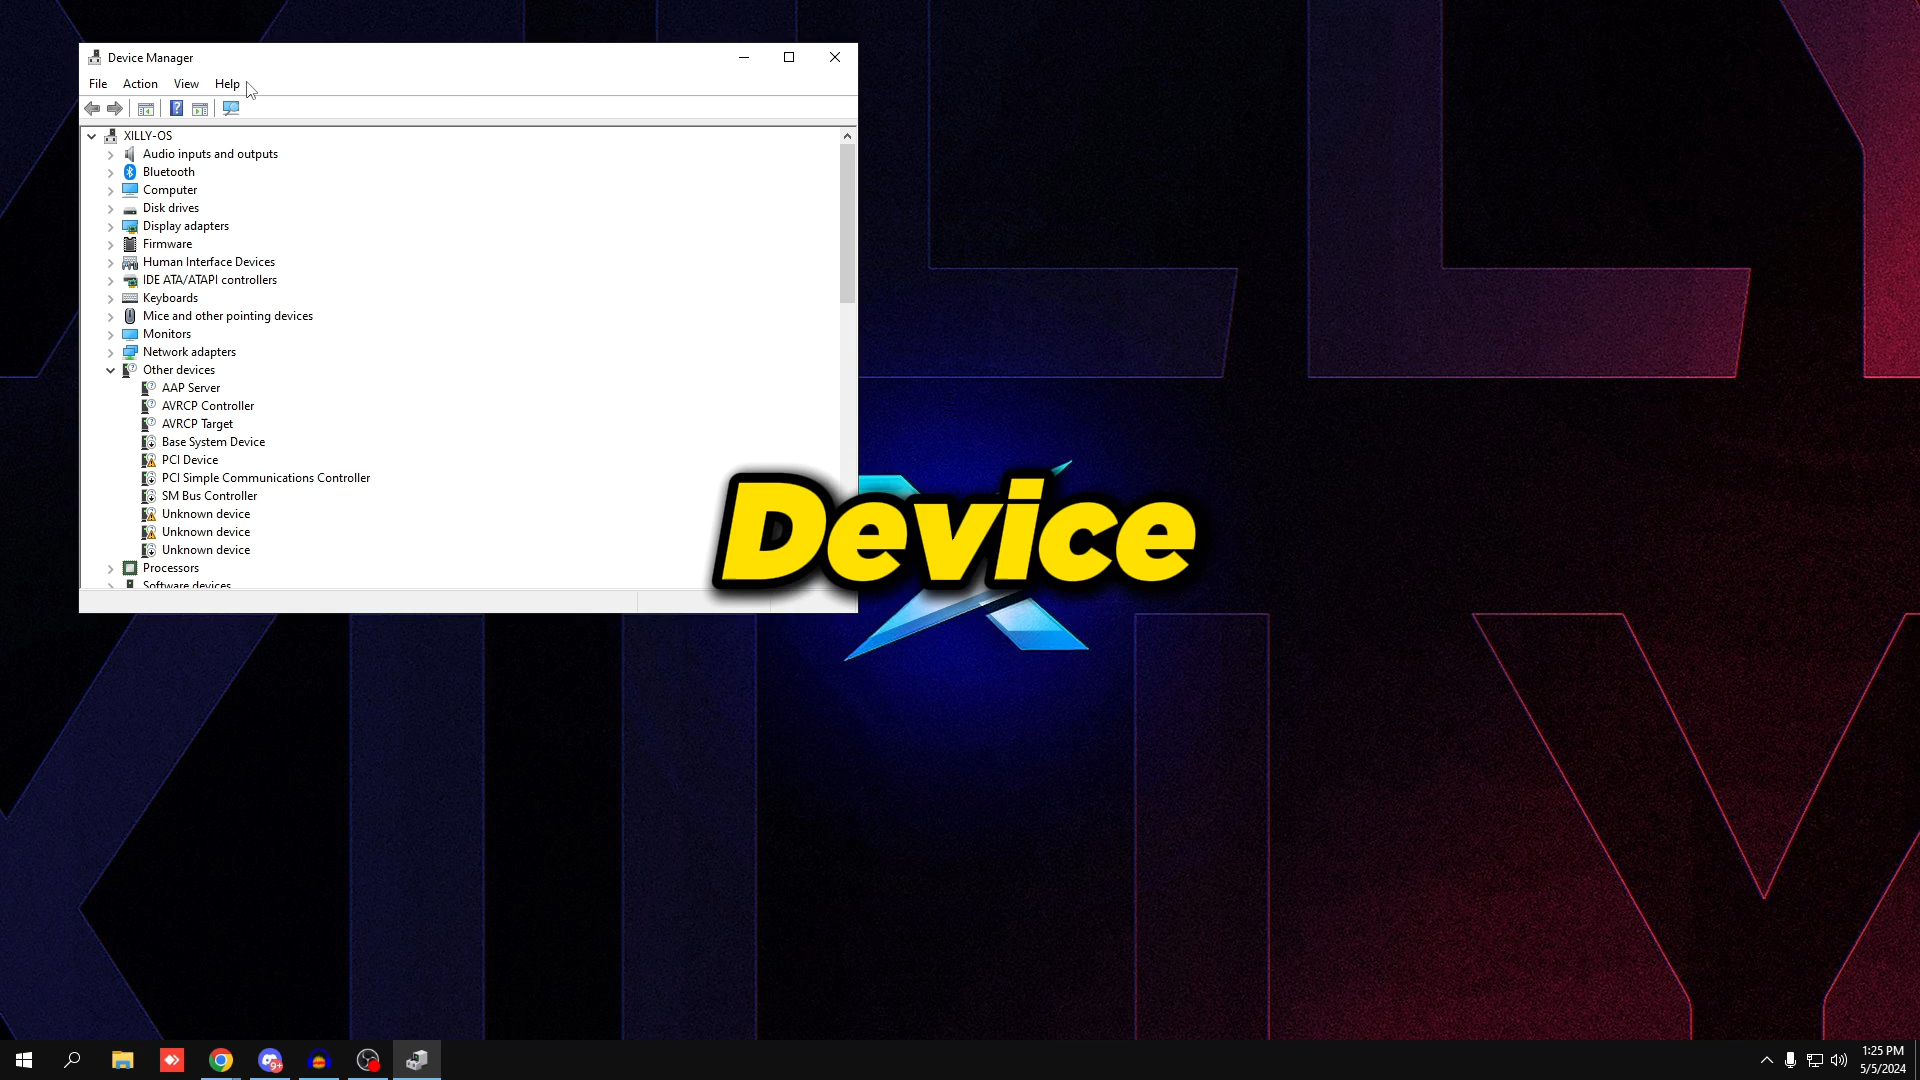 Device Manager
File Action View Help
XILLY-OS
Audio inputs and outputs
Bluetooth
Computer
Disk drives
Display adapters
Firmware
Human Interface Devices
IDE ATA/ATAPI controllers
Keyboards
Mice and other pointing devices
Monitors
Network adapters
Other devices
AAP Server
AVRCP Controller
AVRCP Target
Base System Device
PCI Device
PCI Simple Communications Controller
SM Bus Controller
Unknown device
Unknown device
Unknown device
Processors
Software devices
Device
9+
1:25 PM
5/5/2024